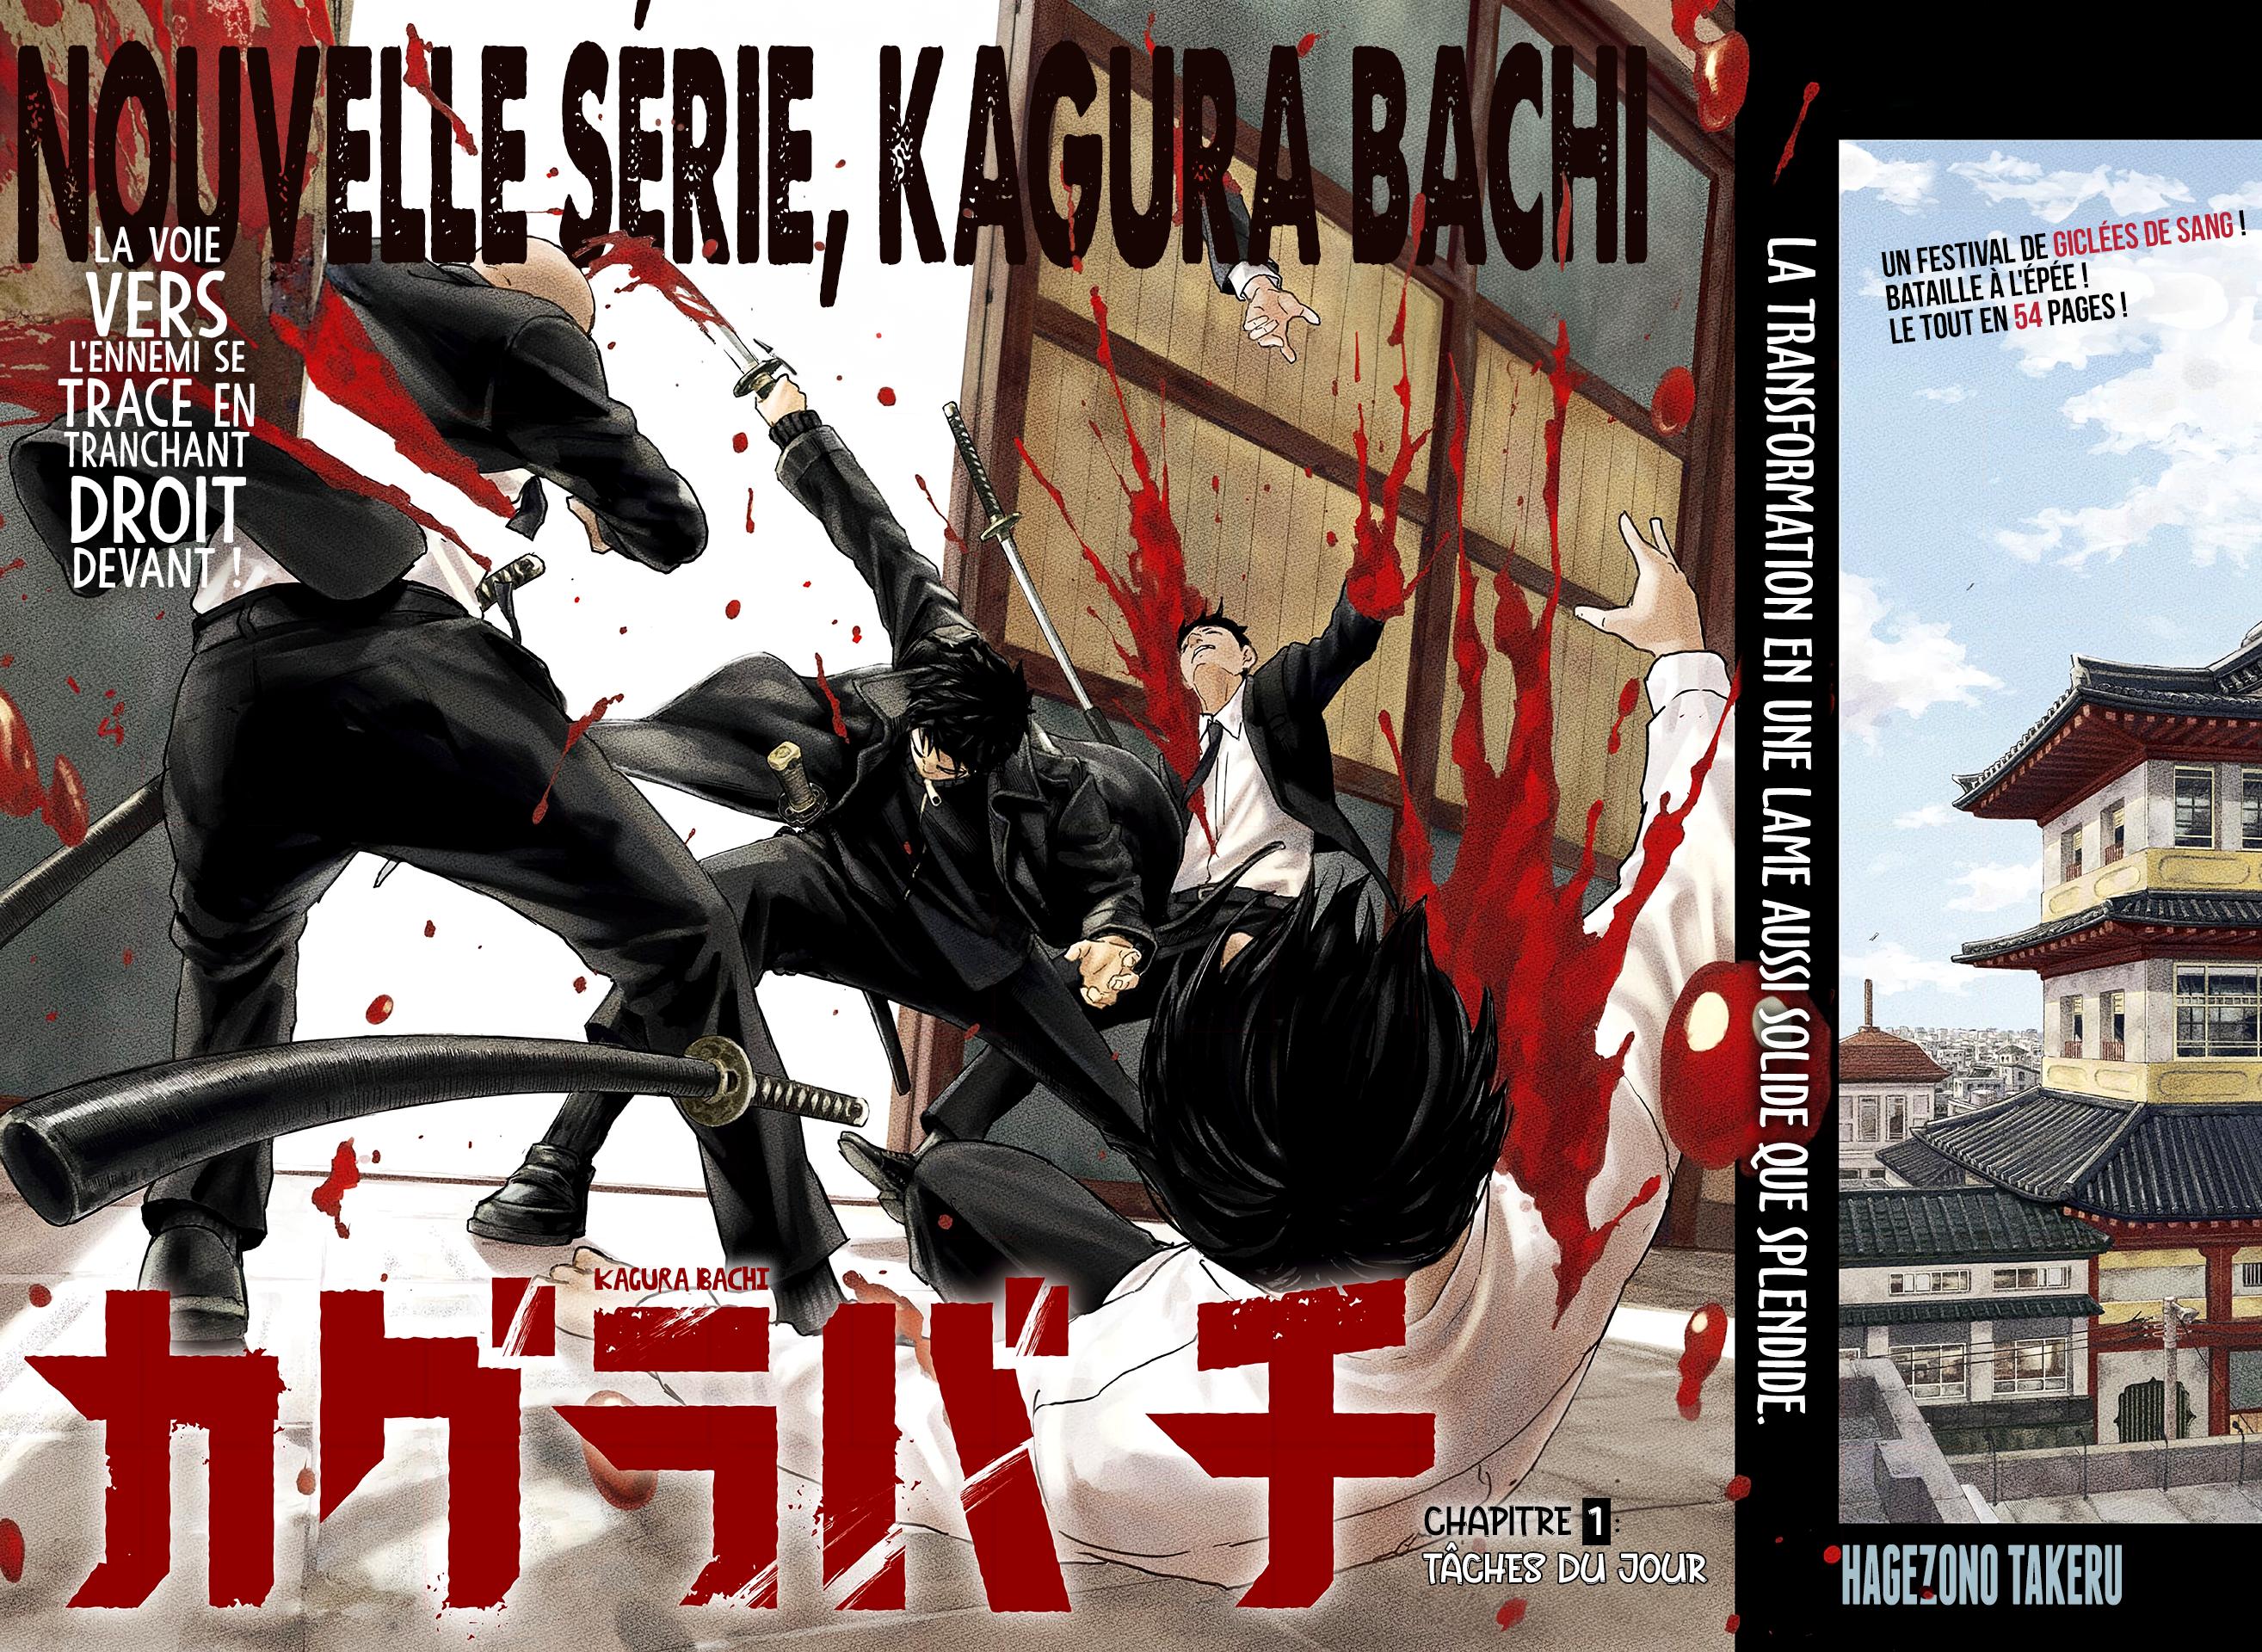 NOUVELLE SÉRIE, KAGURA BACHI
LA VOIE
VERS
L'ENNEMI SE
TRACE EN
TRANCHANT
DROIT
DEVANT !
KAGURA BACHI
カグラバチ
CHAPITRE 1:
TÂCHES DU JOUR
LA TRANSFORMATION EN UNE LAME AUSSI SOLIDE QUE SPLENDIDE.
UN FESTIVAL DE GICLÉES DE SANG !
BATAILLE À L'ÉPÉE !
LE TOUT EN 54 PAGES !
HAGEZONO TAKERU